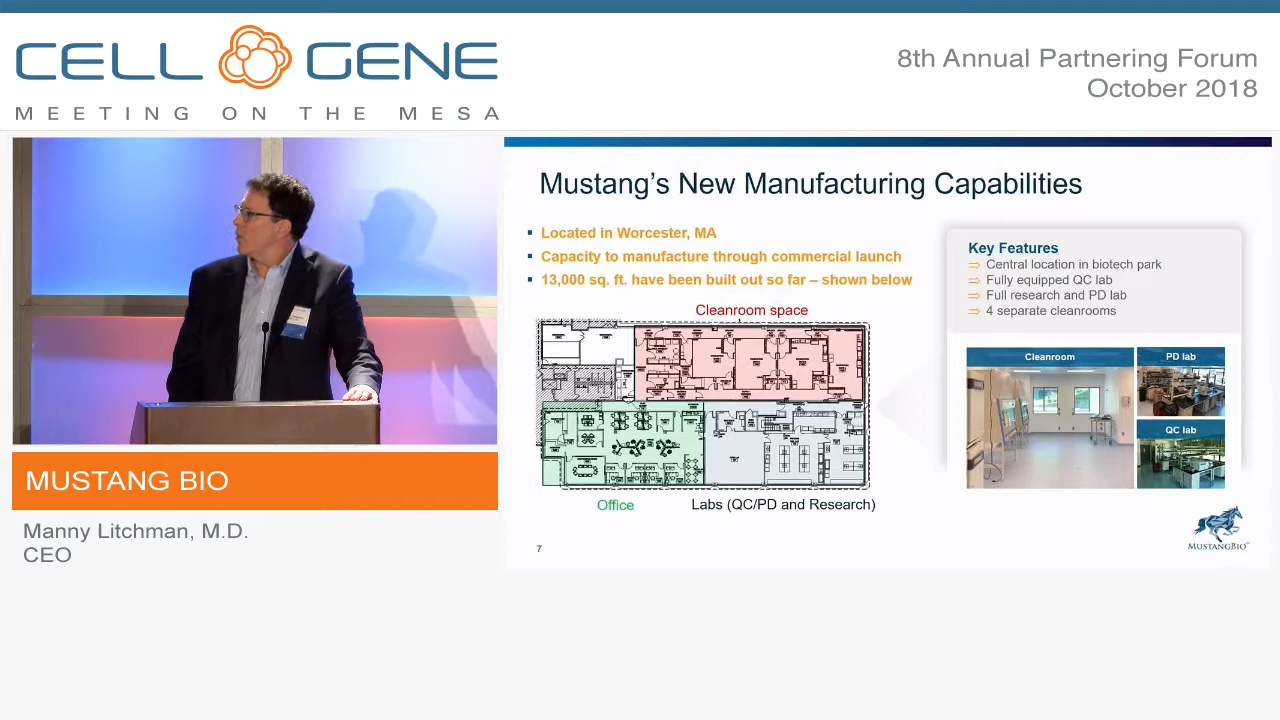 CELL GENE
MEETING ON THE MESA
8th Annual Partnering Forum
October 2018
MUSTANG BIO
Manny Litchman, M.D.
CEO
Mustang's New Manufacturing Capabilities
▪ Located in Worcester, MA
▪ Capacity to manufacture through commercial launch
▪ 13,000 sq. ft. have been built out so far – shown below
Cleanroom space
Office
Labs (QC/PD and Research)
Key Features
⇒ Central location in biotech park
⇒ Fully equipped QC lab
⇒ Full research and PD lab
⇒ 4 separate cleanrooms
Cleanroom
PD lab
QC lab
7
MUSTANGBIO